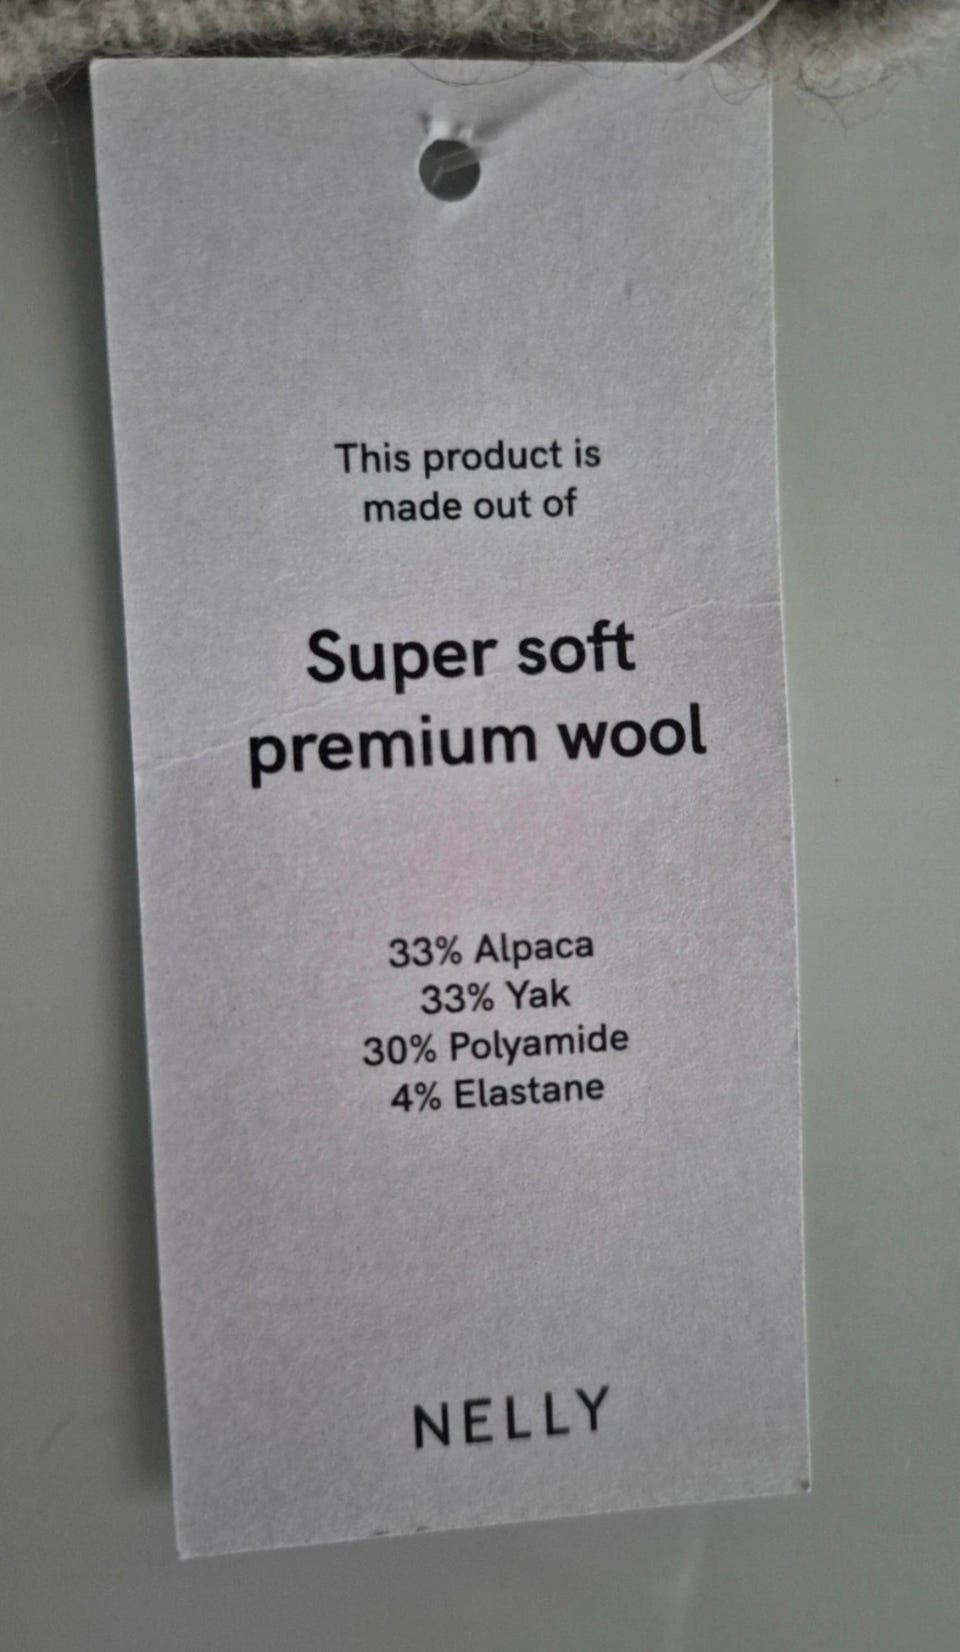 This product is
made out of
Super soft
premium wool
33% Alpaca
33% Yak
30% Polyamide
4% Elastane
NELLY